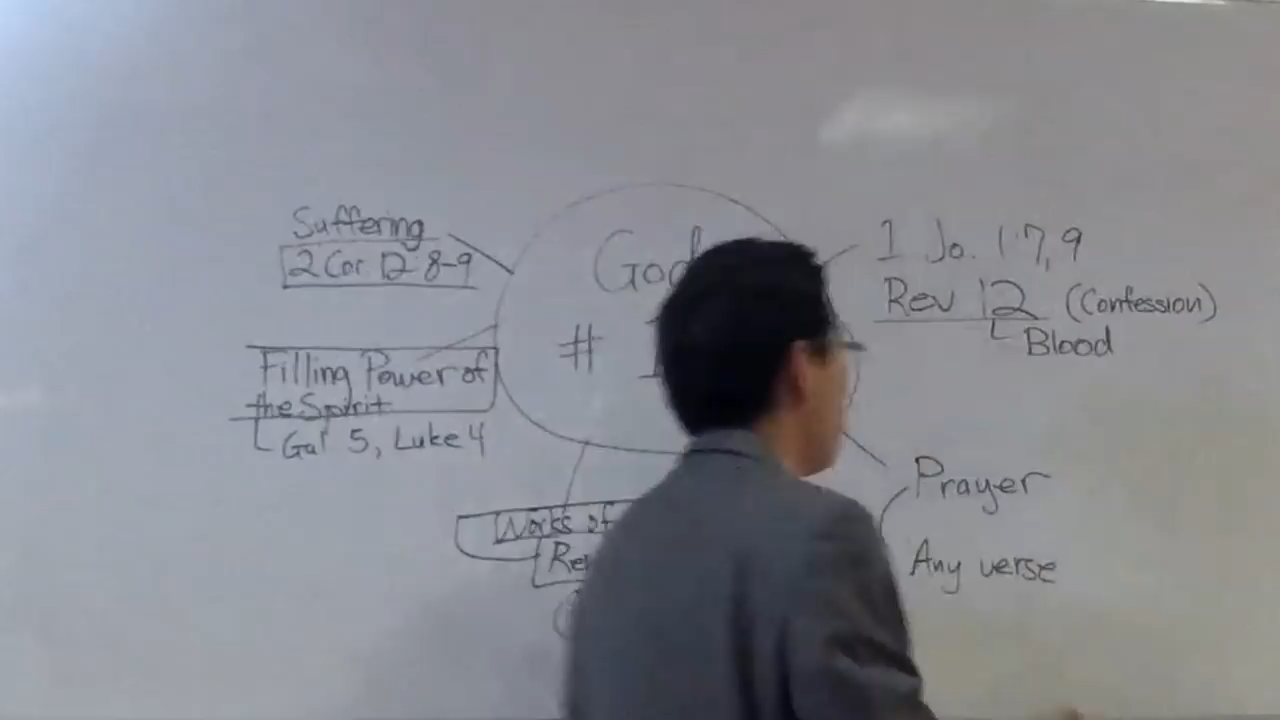 Suffering
2 Cor 12:8-9
Filling Power of
the Spirit
Gal 5, Luke 4
God
#
1 Jo. 1:7,9
Rev 12 (Confession)
Blood
Prayer
Any verse
Works of